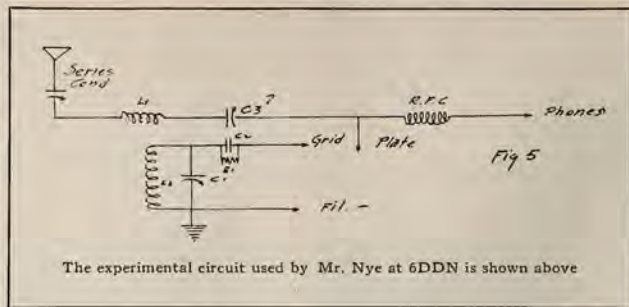 Series
Cond
L1
C3 ?
R.F.C
Phones
C2
Grid
Plate
Fig 5
C1
Fil. -
The experimental circuit used by Mr. Nye at 6DDN is shown above